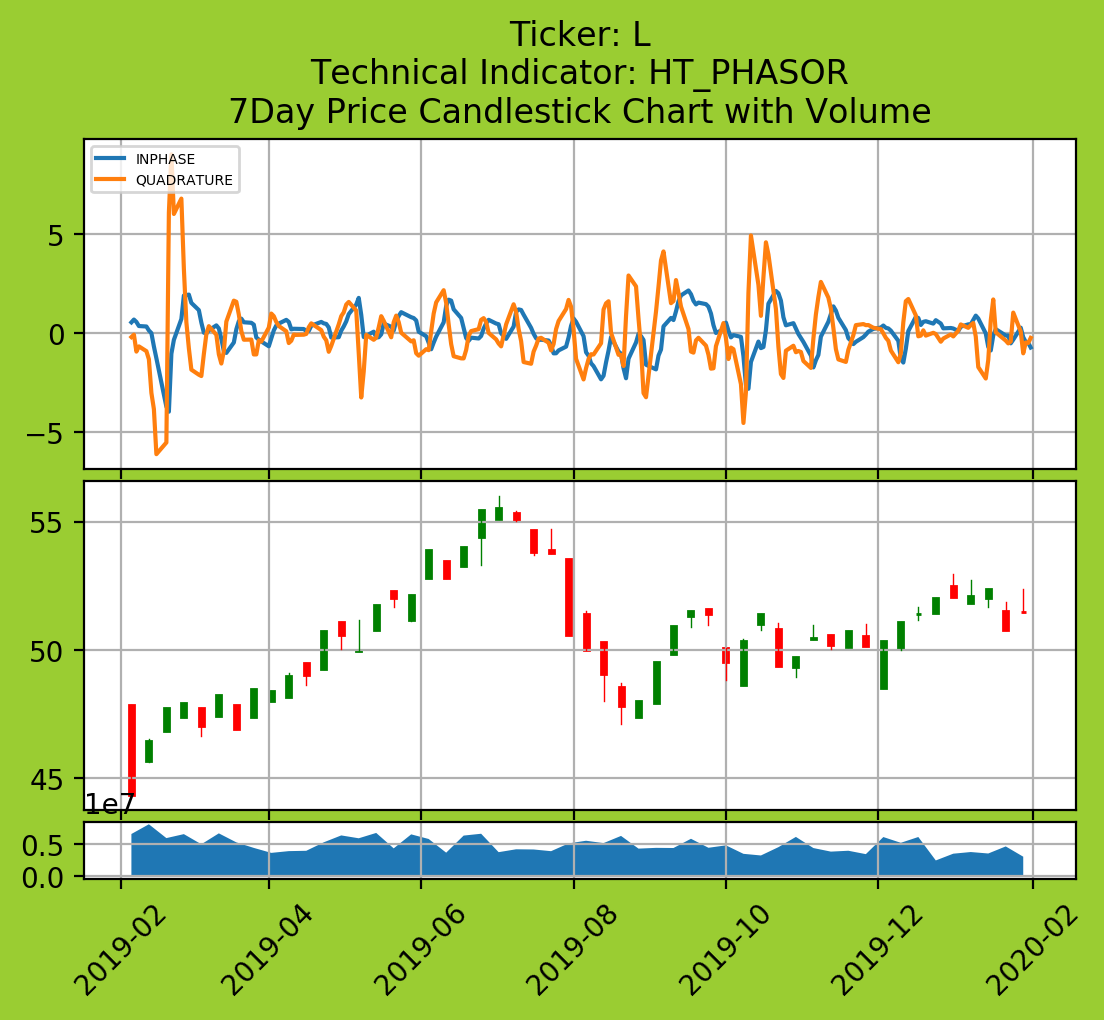 Ticker: L
Technical Indicator: HT_PHASOR
7Day Price Candlestick Chart with Volume
INPHASE
QUADRATURE
5
0
−5
55
50
45
1e7
0.5
0.0
2019-02
2019-04
2019-06
2019-08
2019-10
2019-12
2020-02